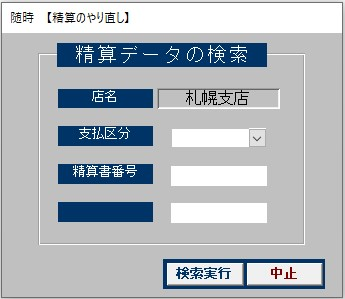 随時 【精算のやり直し】
精算データの検索
店名 札幌支店
支払区分
精算書番号
検索実行 中止